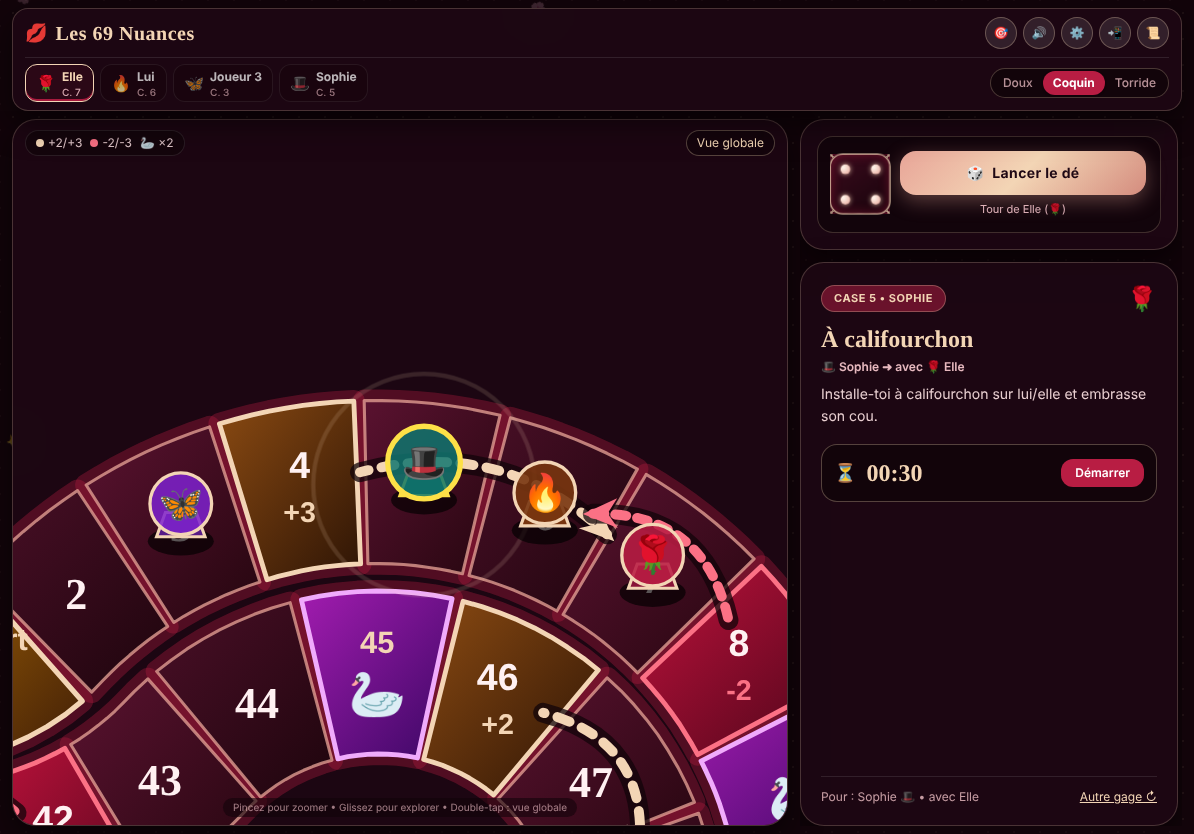 Les 69 Nuances
Elle
C. 7
Lui
C. 6
Joueur 3
C. 3
Sophie
C. 5
Doux
Coquin
Torride
+2/+3 -2/-3 ×2
Vue globale
4
+3
2
8
-2
45
46
+2
44
43
47
42
Pincez pour zoomer • Glissez pour explorer • Double-tap : vue globale
Lancer le dé
Tour de Elle ( )
CASE 5 • SOPHIE
À califourchon
Sophie ➜ avec Elle
Installe-toi à califourchon sur lui/elle et embrasse
son cou.
00:30
Démarrer
Pour : Sophie • avec Elle
Autre gage ↻